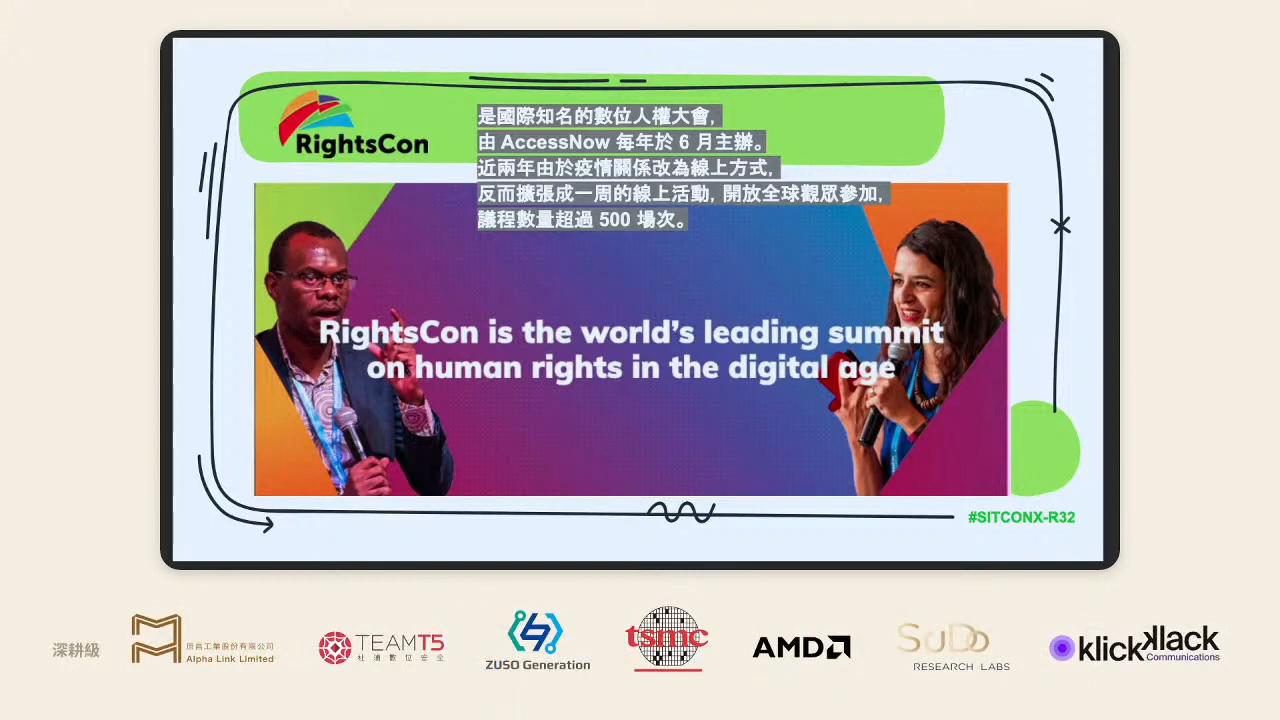 RightsCon
是國際知名的數位人權大會,
由 AccessNow 每年於 6 月主辦。
近兩年由於疫情關係改為線上方式,
反而擴張成一周的線上活動, 開放全球觀眾參加,
議程數量超過 500 場次。
RightsCon is the world's leading summit
on human rights in the digital age
#SITCONX-R32
深耕級
Alpha Link Limited
TEAMT5
杜浦數位安全
ZUSO Generation
tsmc
AMD
SuDo
RESEARCH LABS
klickklack
Communications